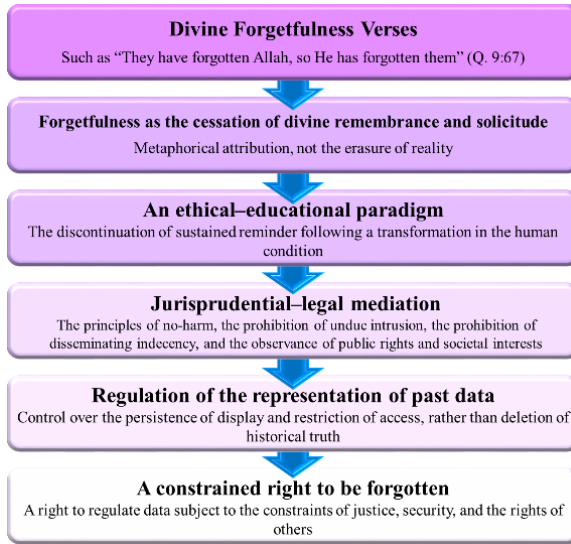 Divine Forgetfulness Verses
Such as “They have forgotten Allah, so He has forgotten them” (Q. 9:67)
Forgetfulness as the cessation of divine remembrance and solicitude
Metaphorical attribution, not the erasure of reality
An ethical–educational paradigm
The discontinuation of sustained reminder following a transformation in the human
condition
Jurisprudential–legal mediation
The principles of no-harm, the prohibition of undue intrusion, the prohibition of
disseminating indecency, and the observance of public rights and societal interests
Regulation of the representation of past data
Control over the persistence of display and restriction of access, rather than deletion of
historical truth
A constrained right to be forgotten
A right to regulate data subject to the constraints of justice, security, and the rights of
others